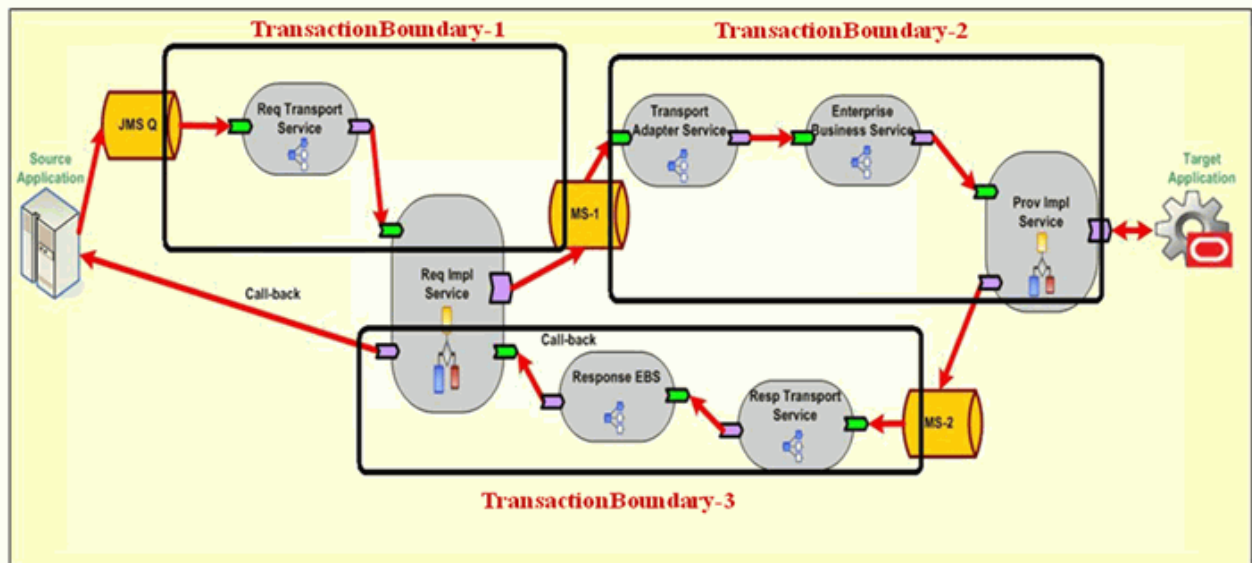 TransactionBoundary-1
TransactionBoundary-2
JMS Q
Req Transport
Service
Transport
Adapter Service
Enterprise
Business Service
Source
Application
Target
Application
MS-1
Prov Impl
Service
Req Impl
Service
Call-back
Call-back
Response EBS
Resp Transport
Service
MS-2
TransactionBoundary-3